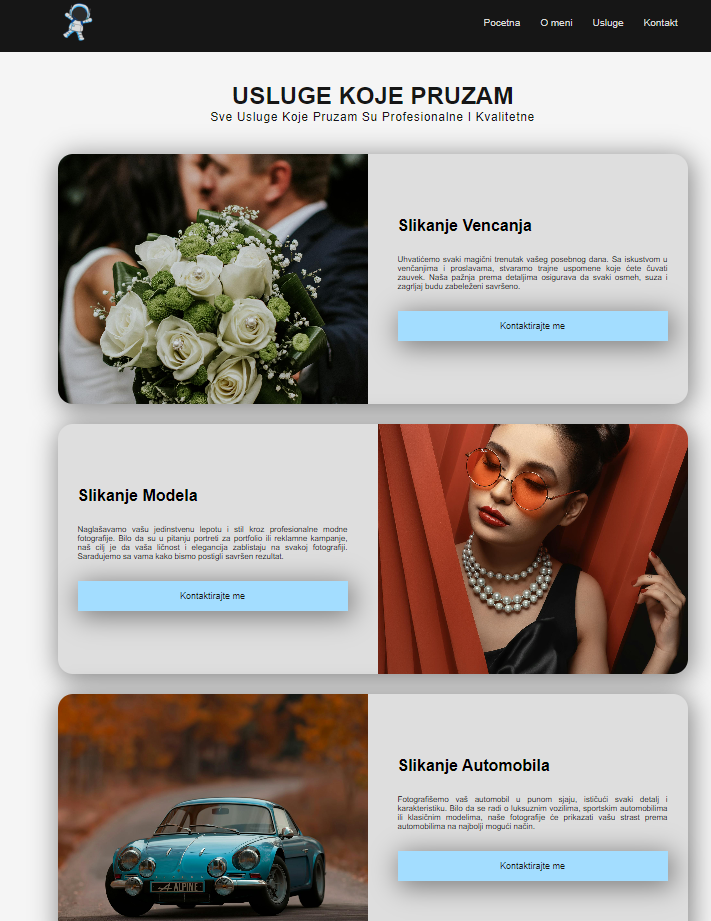 Pocetna O meni Usluge Kontakt
USLUGE KOJE PRUZAM
Sve Usluge Koje Pruzam Su Profesionalne I Kvalitetne
Slikanje Vencanja
Uhvatićemo svaki magični trenutak vašeg posebnog dana. Sa iskustvom u
venčanjima i proslavama, stvaramo trajne uspomene koje ćete čuvati
zauvek. Naša pažnja prema detaljima osigurava da svaki osmeh, suza i
zagrljaj budu zabeleženi savršeno.
Kontaktirajte me
Slikanje Modela
Naglašavamo vašu jedinstvenu lepotu i stil kroz profesionalne modne
fotografije. Bilo da su u pitanju portreti za portfolio ili reklamne kampanje,
naš cilj je da vaša ličnost i elegancija zablistaju na svakoj fotografiji.
Sarađujemo sa vama kako bismo postigli savršen rezultat.
Kontaktirajte me
Slikanje Automobila
Fotografišemo vaš automobil u punom sjaju, ističući svaki detalj i
karakteristiku. Bilo da se radi o luksuznim vozilima, sportskim automobilima
ili klasičnim modelima, naše fotografije će prikazati vašu strast prema
automobilima na najbolji mogući način.
Kontaktirajte me
A ALPINE